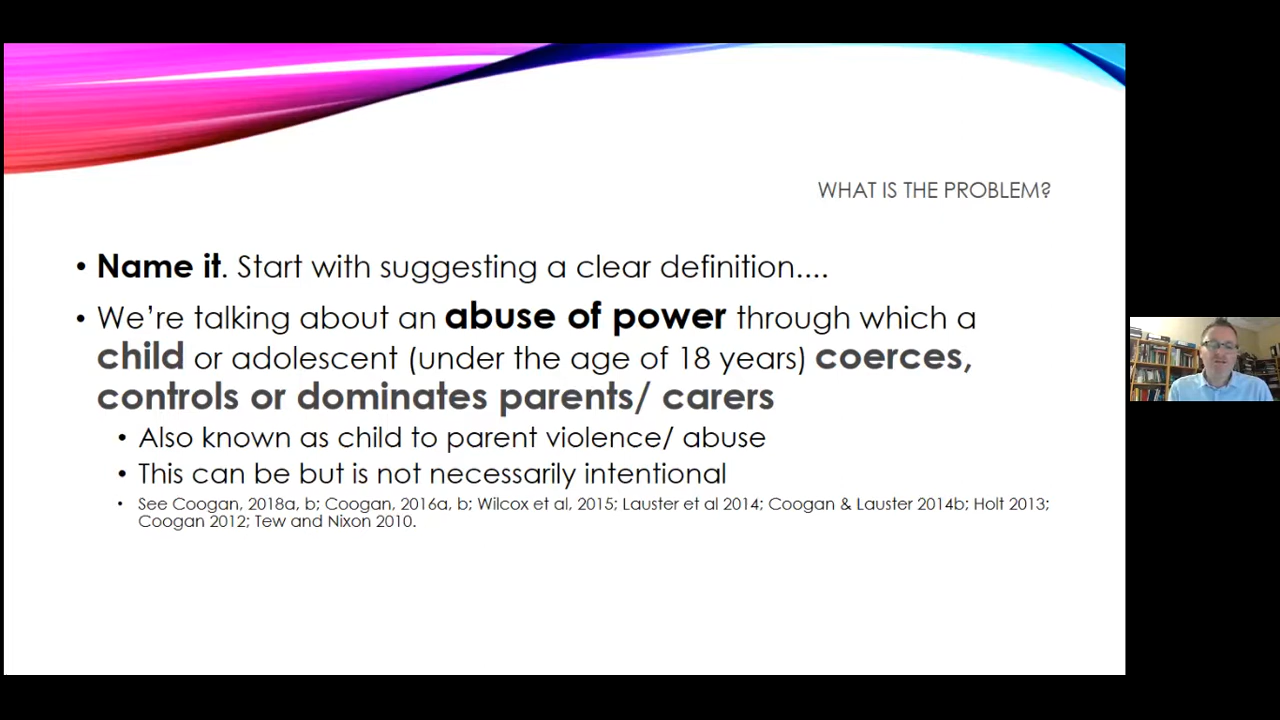 WHAT IS THE PROBLEM?
• Name it. Start with suggesting a clear definition....
• We're talking about an abuse of power through which a
child or adolescent (under the age of 18 years) coerces,
controls or dominates parents/ carers
• Also known as child to parent violence/ abuse
• This can be but is not necessarily intentional
• See Coogan, 2018a, b; Coogan, 2016a, b; Wilcox et al, 2015; Lauster et al 2014; Coogan & Lauster 2014b; Holt 2013;
Coogan 2012; Tew and Nixon 2010.